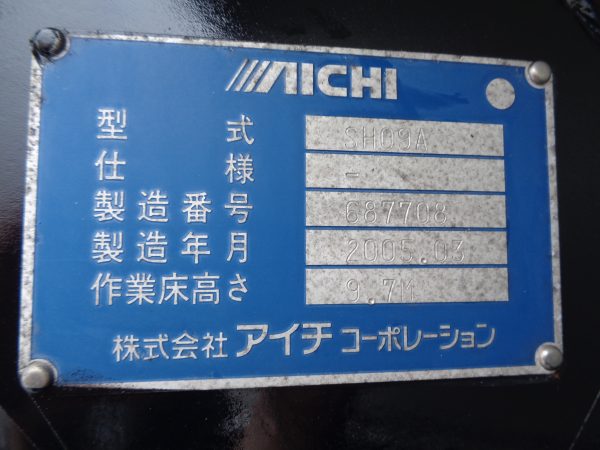 AICHI
型式 SH09A
仕様 -
製造番号 687708
製造年月 2005.03
作業床高さ 9.7M
株式会社 アイチ コーポレーション